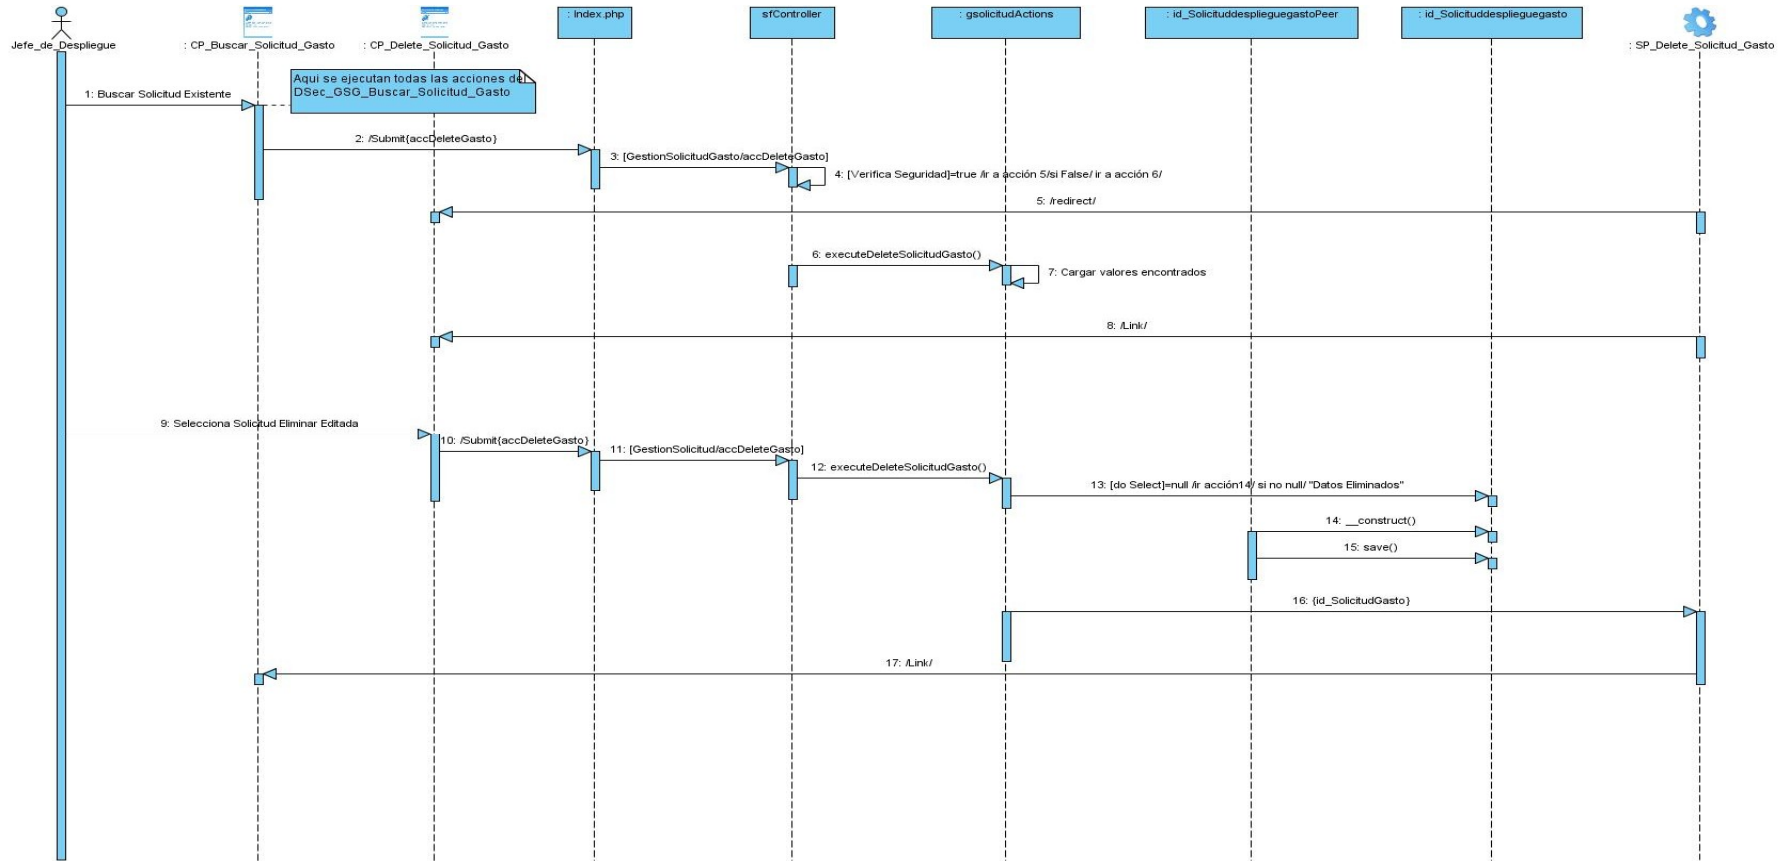 : Index.php
sfController
: gsolicitudActions
: id_SolicituddesplieguegastoPeer
: id_Solicituddesplieguegasto
Jefe_de_Despliegue
: CP_Buscar_Solicitud_Gasto
: CP_Delete_Solicitud_Gasto
: SP_Delete_Solicitud_Gasto
Aqui se ejecutan todas las acciones del
DSec_GSG_Buscar_Solicitud_Gasto
1: Buscar Solicitud Existente
2: /Submit{accDeleteGasto}
3: [GestionSolicitudGasto/accDeleteGasto]
4: [Verifica Seguridad]=true /ir a acción 5/si False/ ir a acción 6/
5: /redirect/
6: executeDeleteSolicitudGasto()
7: Cargar valores encontrados
8: /Link/
9: Selecciona Solicitud Eliminar Editada
10: /Submit{accDeleteGasto}
11: [GestionSolicitud/accDeleteGasto]
12: executeDeleteSolicitudGasto()
13: [do Select]=null /ir acción14/ si no null/ "Datos Eliminados"
14: __construct()
15: save()
16: {id_SolicitudGasto}
17: /Link/